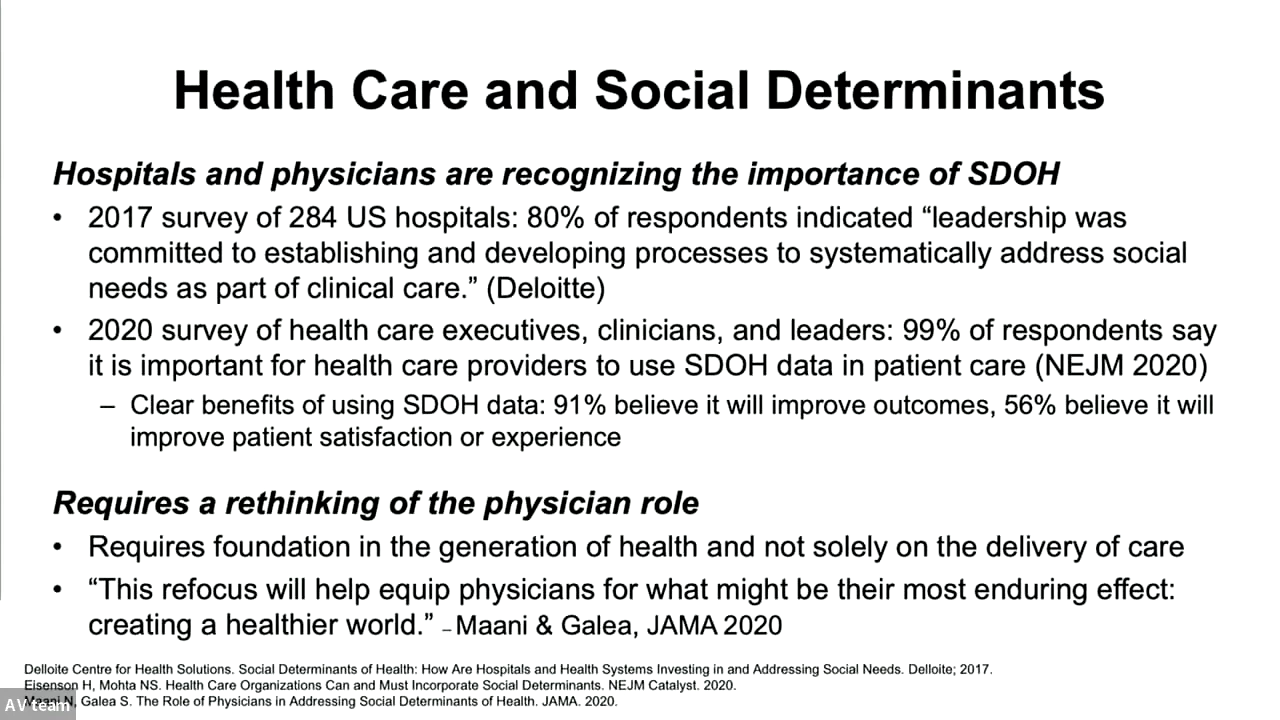 Health Care and Social Determinants
Hospitals and physicians are recognizing the importance of SDOH
• 2017 survey of 284 US hospitals: 80% of respondents indicated “leadership was
committed to establishing and developing processes to systematically address social
needs as part of clinical care.” (Deloitte)
• 2020 survey of health care executives, clinicians, and leaders: 99% of respondents say
it is important for health care providers to use SDOH data in patient care (NEJM 2020)
– Clear benefits of using SDOH data: 91% believe it will improve outcomes, 56% believe it will
improve patient satisfaction or experience
Requires a rethinking of the physician role
• Requires foundation in the generation of health and not solely on the delivery of care
• “This refocus will help equip physicians for what might be their most enduring effect:
creating a healthier world.” – Maani & Galea, JAMA 2020
Delloite Centre for Health Solutions. Social Determinants of Health: How Are Hospitals and Health Systems Investing in and Addressing Social Needs. Delloite; 2017.
Eisenson H, Mohta NS. Health Care Organizations Can and Must Incorporate Social Determinants. NEJM Catalyst. 2020.
Maani N, Galea S. The Role of Physicians in Addressing Social Determinants of Health. JAMA. 2020.
AV team